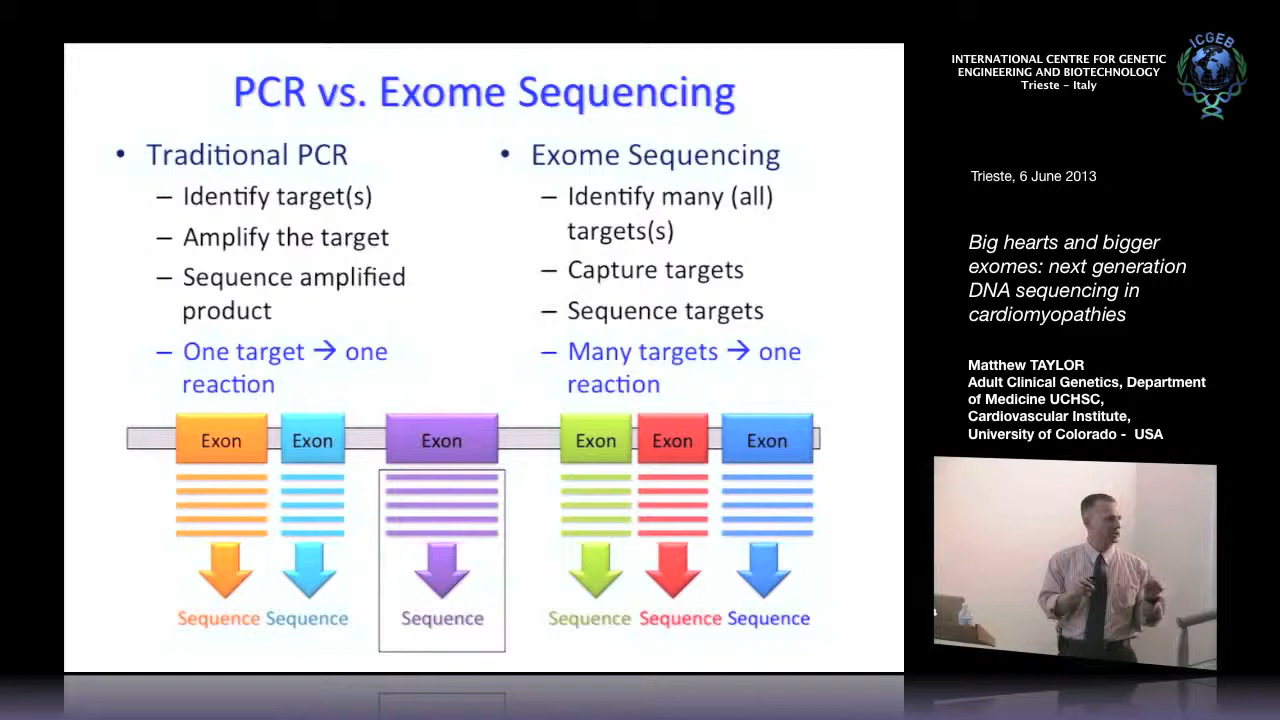 PCR vs. Exome Sequencing
• Traditional PCR
– Identify target(s)
– Amplify the target
– Sequence amplified
product
– One target → one
reaction
• Exome Sequencing
– Identify many (all)
targets(s)
– Capture targets
– Sequence targets
– Many targets → one
reaction
Exon Exon Exon Exon Exon Exon
Sequence Sequence Sequence Sequence Sequence Sequence
INTERNATIONAL CENTRE FOR GENETIC
ENGINEERING AND BIOTECHNOLOGY
Trieste – Italy
ICGEB
Trieste, 6 June 2013
Big hearts and bigger
exomes: next generation
DNA sequencing in
cardiomyopathies
Matthew TAYLOR
Adult Clinical Genetics, Department
of Medicine UCHSC,
Cardiovascular Institute,
University of Colorado - USA